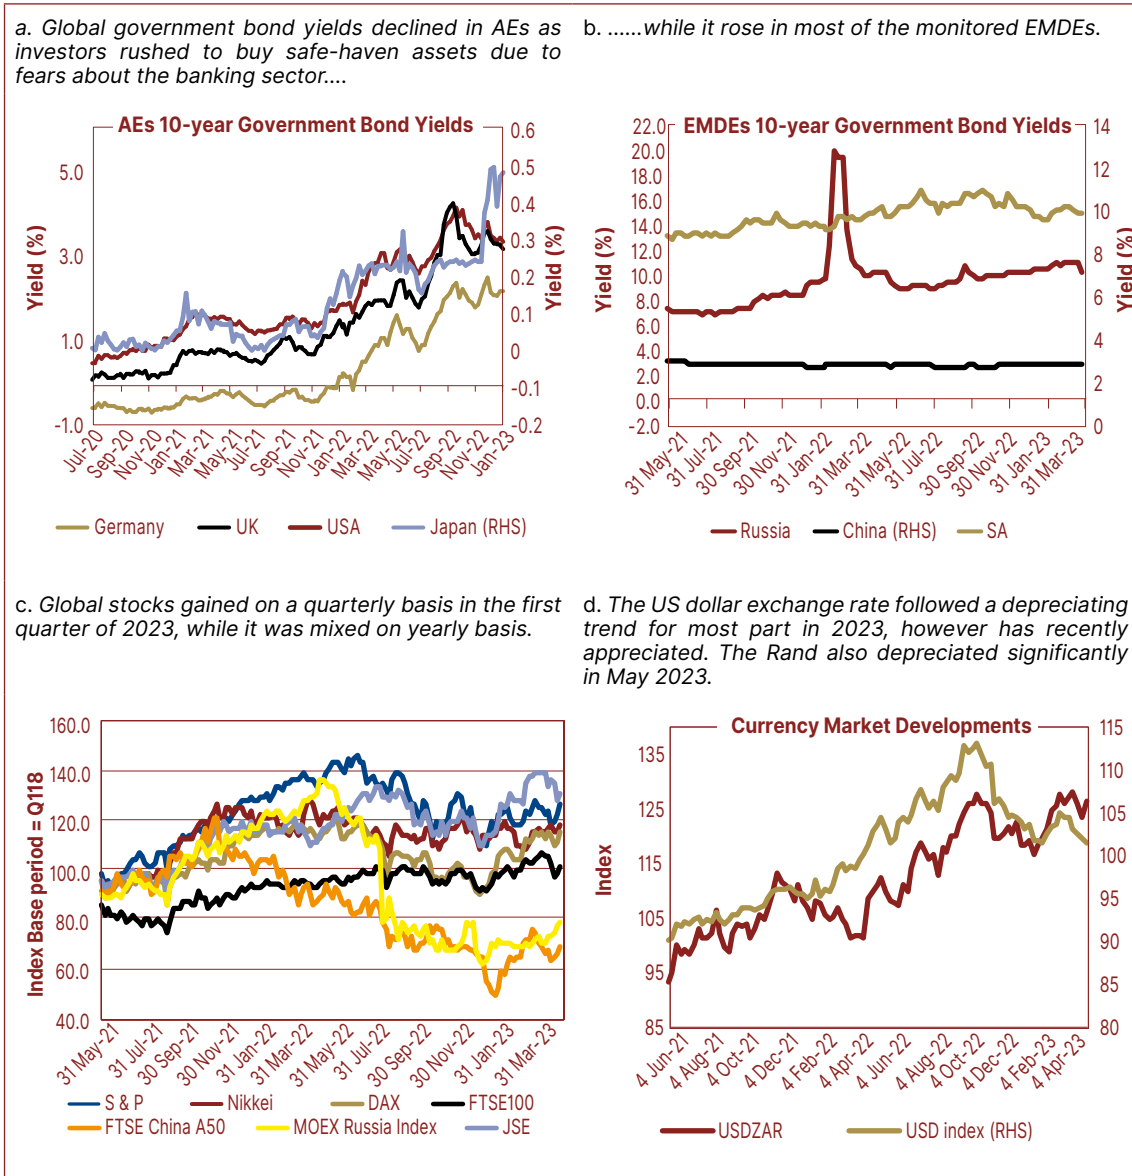 a. Global government bond yields declined in AEs as
investors rushed to buy safe-haven assets due to
fears about the banking sector....
b. ......while it rose in most of the monitored EMDEs.
AEs 10-year Government Bond Yields
5.0
3.0
1.0
-1.0
Yield (%)
0.6
0.5
0.4
0.3
0.2
0.1
0
-0.1
-0.2
Yield (%)
Jul-20
Sep-20
Nov-20
Jan-21
Mar-21
May-21
Jul-21
Sep-21
Nov-21
Jan-22
Mar-22
May-22
Jul-22
Sep-22
Nov-22
Jan-23
Germany
UK
USA
Japan (RHS)
EMDEs 10-year Government Bond Yields
22.0
20.0
18.0
16.0
14.0
12.0
10.0
8.0
6.0
4.0
2.0
0.0
-2.0
Yield (%)
14
12
10
8
6
4
2
0
Yield (%)
31 May-21
31 Jul-21
30 Sep-21
30 Nov-21
31 Jan-22
31 Mar-22
31 May-22
31 Jul-22
30 Sep-22
30 Nov-22
31 Jan-23
31 Mar-23
Russia
China (RHS)
SA
c. Global stocks gained on a quarterly basis in the first
quarter of 2023, while it was mixed on yearly basis.
d. The US dollar exchange rate followed a depreciating
trend for most part in 2023, however has recently
appreciated. The Rand also depreciated significantly
in May 2023.
160.0
140.0
120.0
100.0
80.0
60.0
40.0
Index Base period = Q118
31 May-21
31 Jul-21
30 Sep-21
30 Nov-21
31 Jan-22
31 Mar-22
31 May-22
31 Jul-22
30 Sep-22
30 Nov-22
31 Jan-23
31 Mar-23
S & P
Nikkei
DAX
FTSE100
FTSE China A50
MOEX Russia Index
JSE
Currency Market Developments
135
125
115
105
95
85
Index
115
110
105
100
95
90
85
80
4 Jun-21
4 Aug-21
4 Oct-21
4 Dec-21
4 Feb-22
4 Apr-22
4 Jun-22
4 Aug-22
4 Oct-22
4 Dec-22
4 Feb-23
4 Apr-23
USDZAR
USD index (RHS)